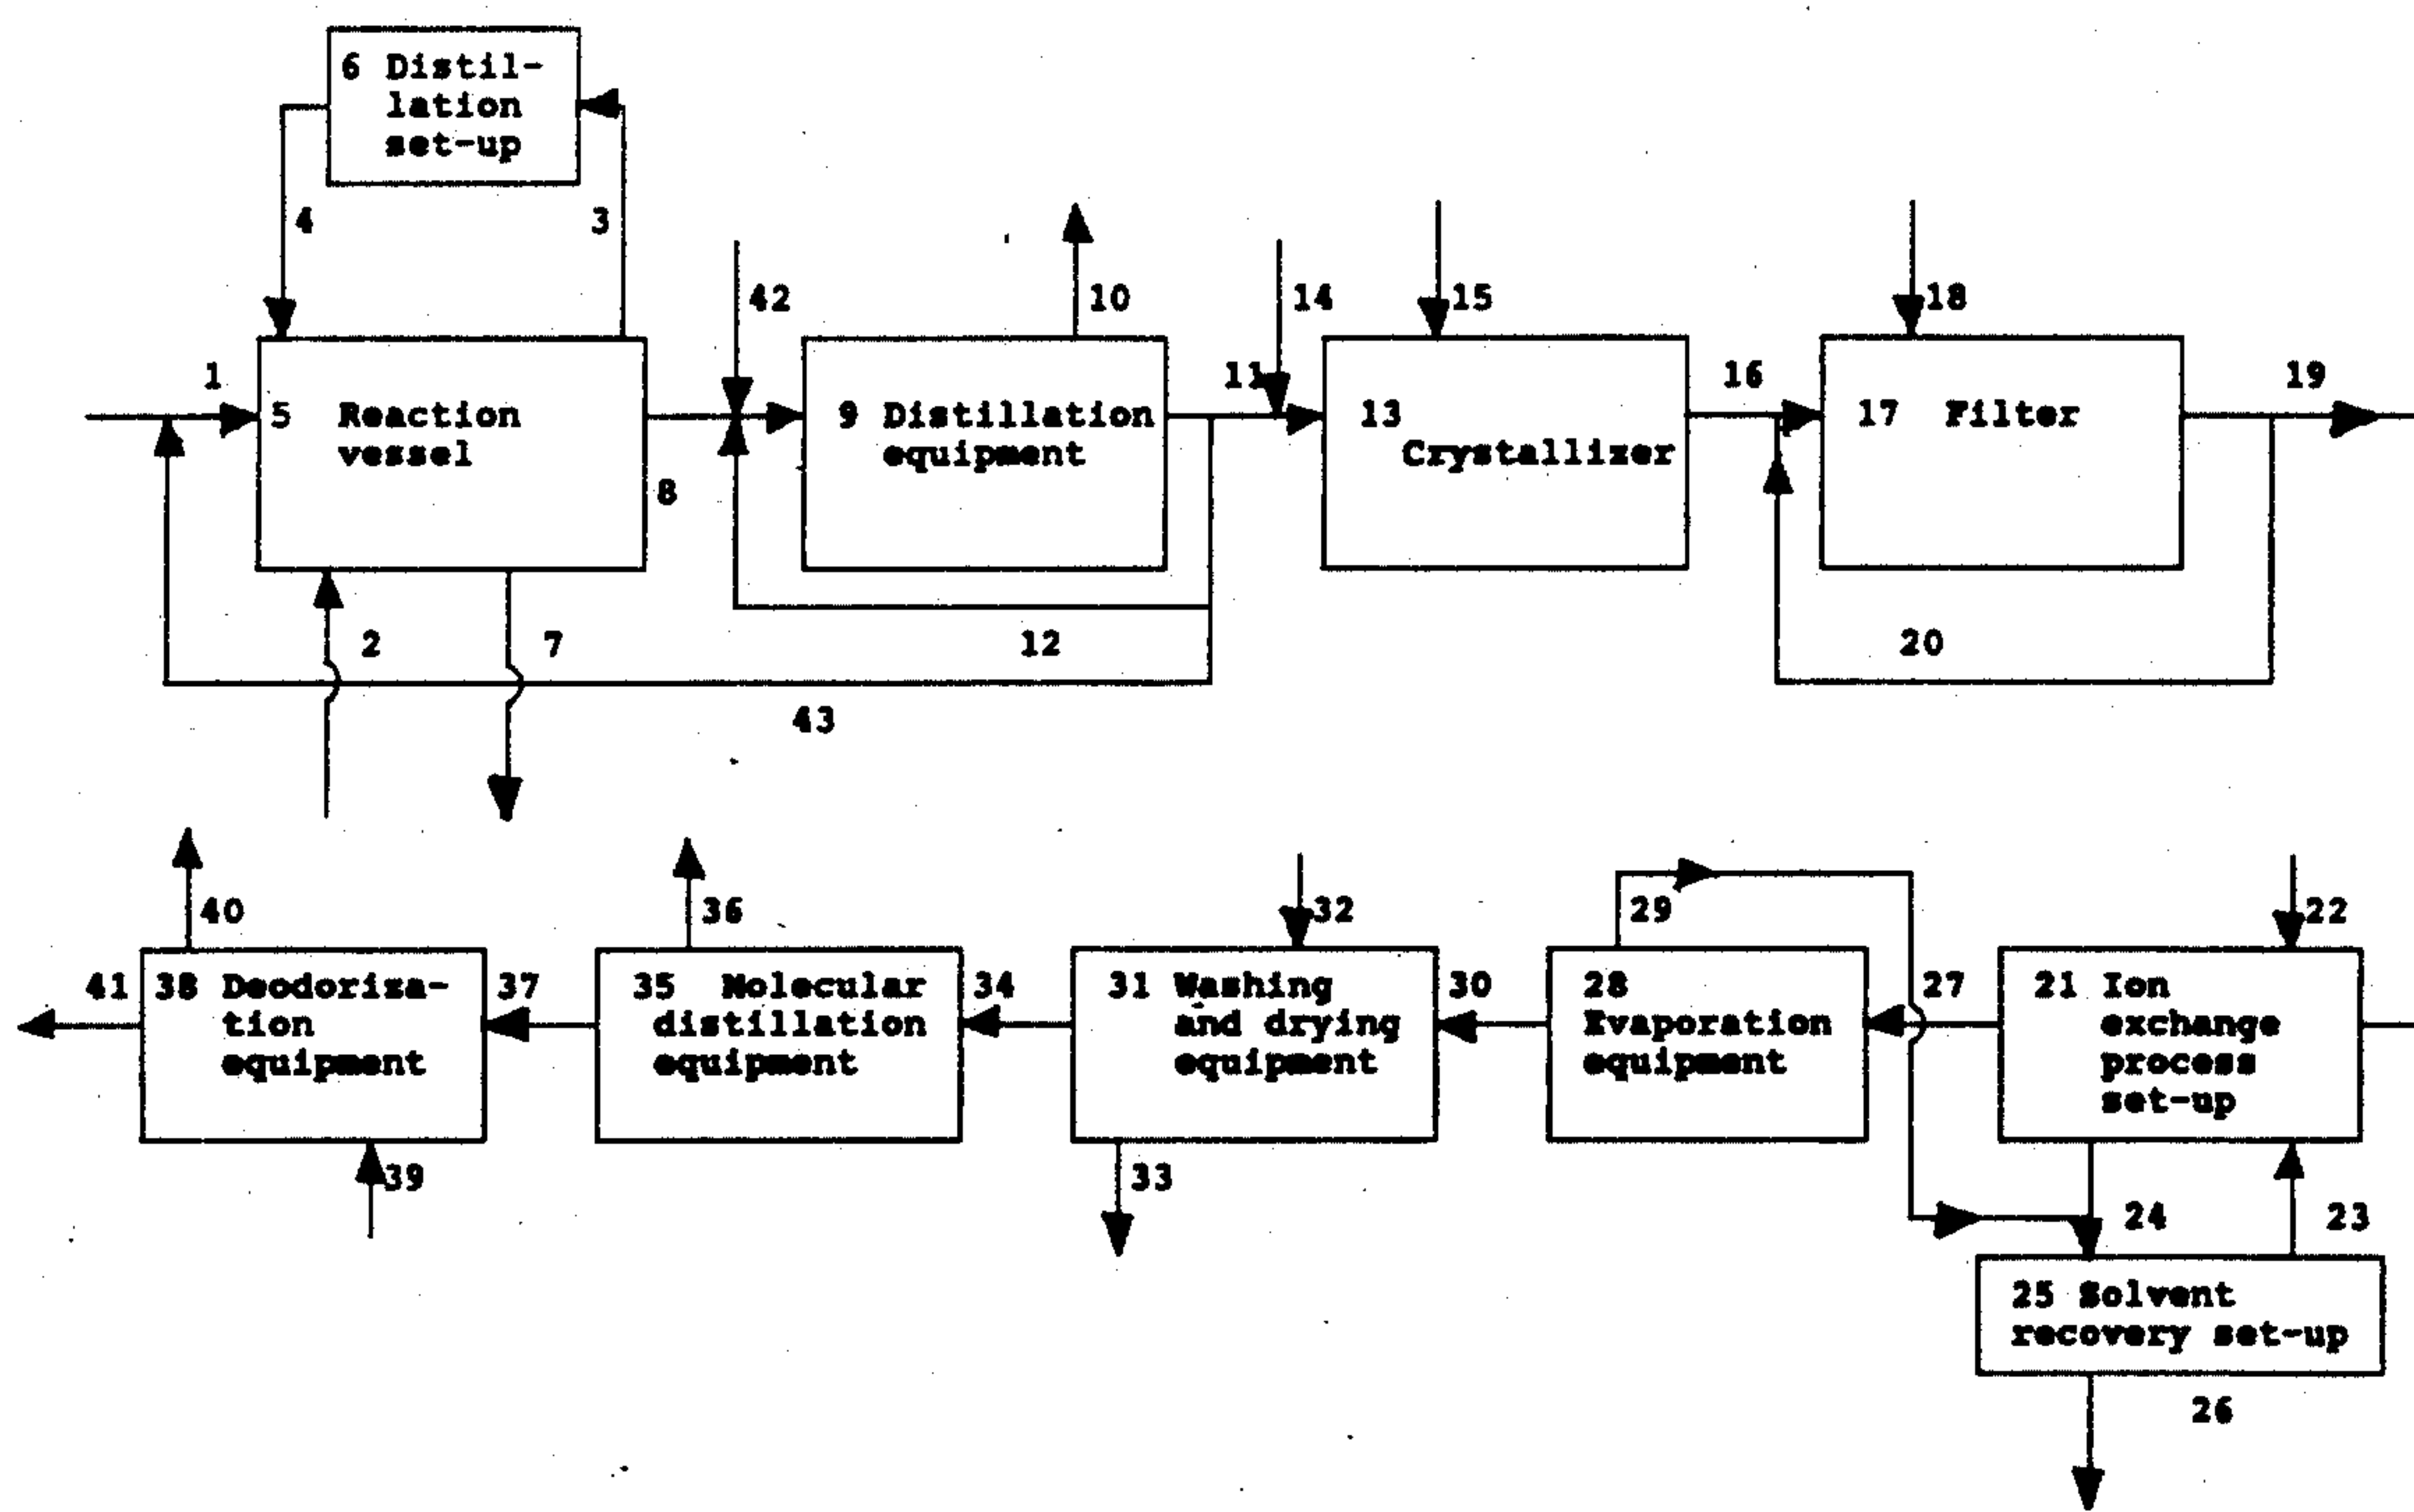 6 Distil-
lation
set-up
4
3
42
10
14
15
18
1
11
16
19
5 Reaction
vessel
9 Distillation
equipment
13
Crystallizer
17 Filter
8
2
7
12
20
43
40
36
32
29
22
41
38 Deodoriza-
tion
equipment
37
35 Molecular
distillation
equipment
34
31 Washing
and drying
equipment
30
28
Evaporation
equipment
27
21 Ion
exchange
process
set-up
39
33
24
23
25 Solvent
recovery set-up
26